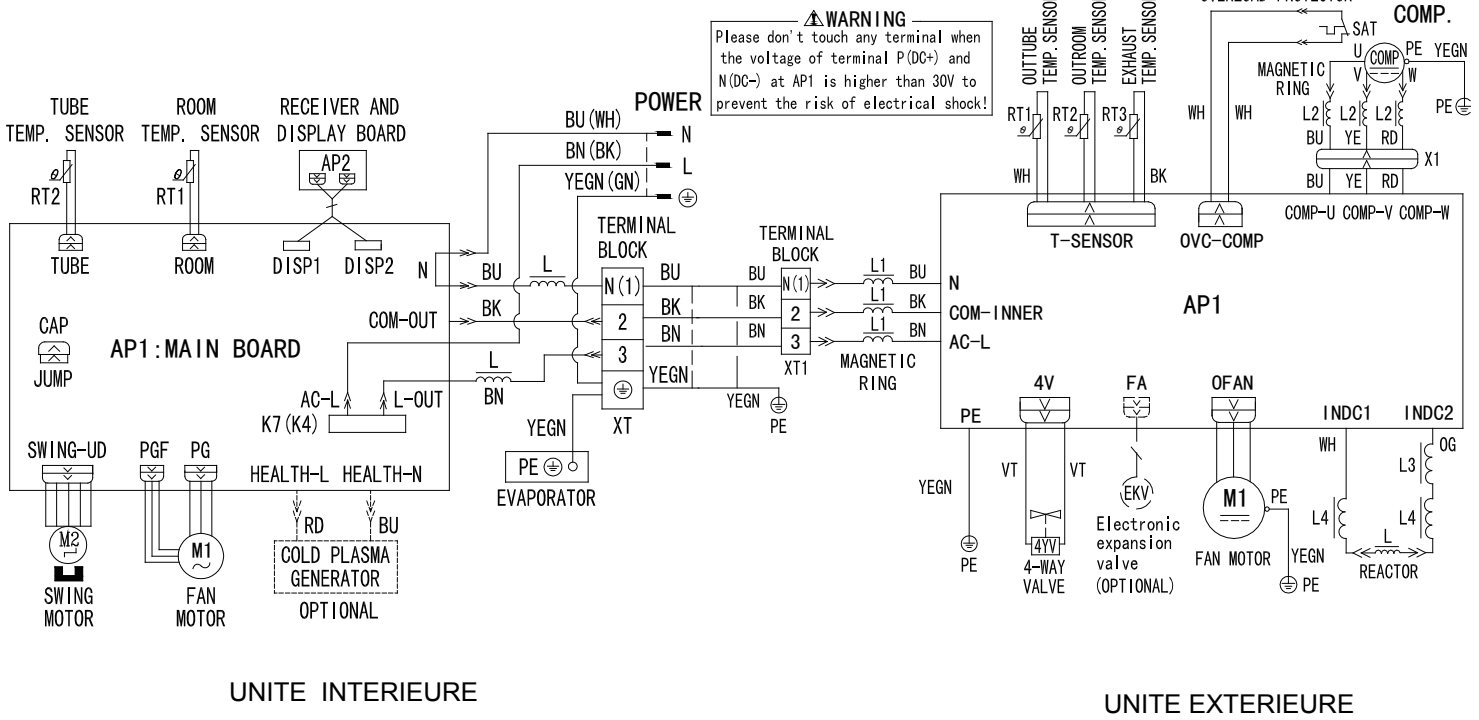 WARNING
Please don't touch any terminal when
the voltage of terminal P(DC+) and
N(DC-) at AP1 is higher than 30V to
prevent the risk of electrical shock!
TUBE
TEMP. SENSOR
RT2
TUBE
ROOM
TEMP. SENSOR
RT1
ROOM
RECEIVER AND
DISPLAY BOARD
AP2
DISP1
DISP2
POWER
BU(WH)
N
BN(BK)
L
YEGN(GN)
N
BU
L
COM-OUT
BK
CAP
JUMP
AP1:MAIN BOARD
AC-L
L-OUT
K7(K4)
L
BN
TERMINAL
BLOCK
N(1)
2
3
XT
BU
BK
BN
YEGN
YEGN
PE
EVAPORATOR
SWING-UD
M2
SWING
MOTOR
PGF
PG
M1
FAN
MOTOR
HEALTH-L
HEALTH-N
RD
BU
COLD PLASMA
GENERATOR
OPTIONAL
YEGN
PE
TERMINAL
BLOCK
BU
BK
BN
N(1)
2
3
XT1
L1
BU
L1
BK
L1
BN
MAGNETIC
RING
OUTTUBE
TEMP. SENSO
OUTROOM
TEMP. SENSO
EXHAUST
TEMP. SENSO
RT1
RT2
RT3
WH
BK
T-SENSOR
SAT
WH
WH
OVC-COMP
COMP.
U
V
W
COMP
PE
YEGN
PE
MAGNETIC
RING
L2
L2
L2
BU
YE
RD
X1
BU
YE
RD
COMP-U
COMP-V
COMP-W
N
COM-INNER
AC-L
AP1
PE
YEGN
PE
4V
VT
VT
4YV
4-WAY
VALVE
FA
EKV
Electronic
expansion
valve
(OPTIONAL)
OFAN
M1
PE
FAN MOTOR
YEGN
PE
INDC1
INDC2
WH
OG
L3
L4
L4
L
REACTOR
UNITE INTERIEURE
UNITE EXTERIEURE